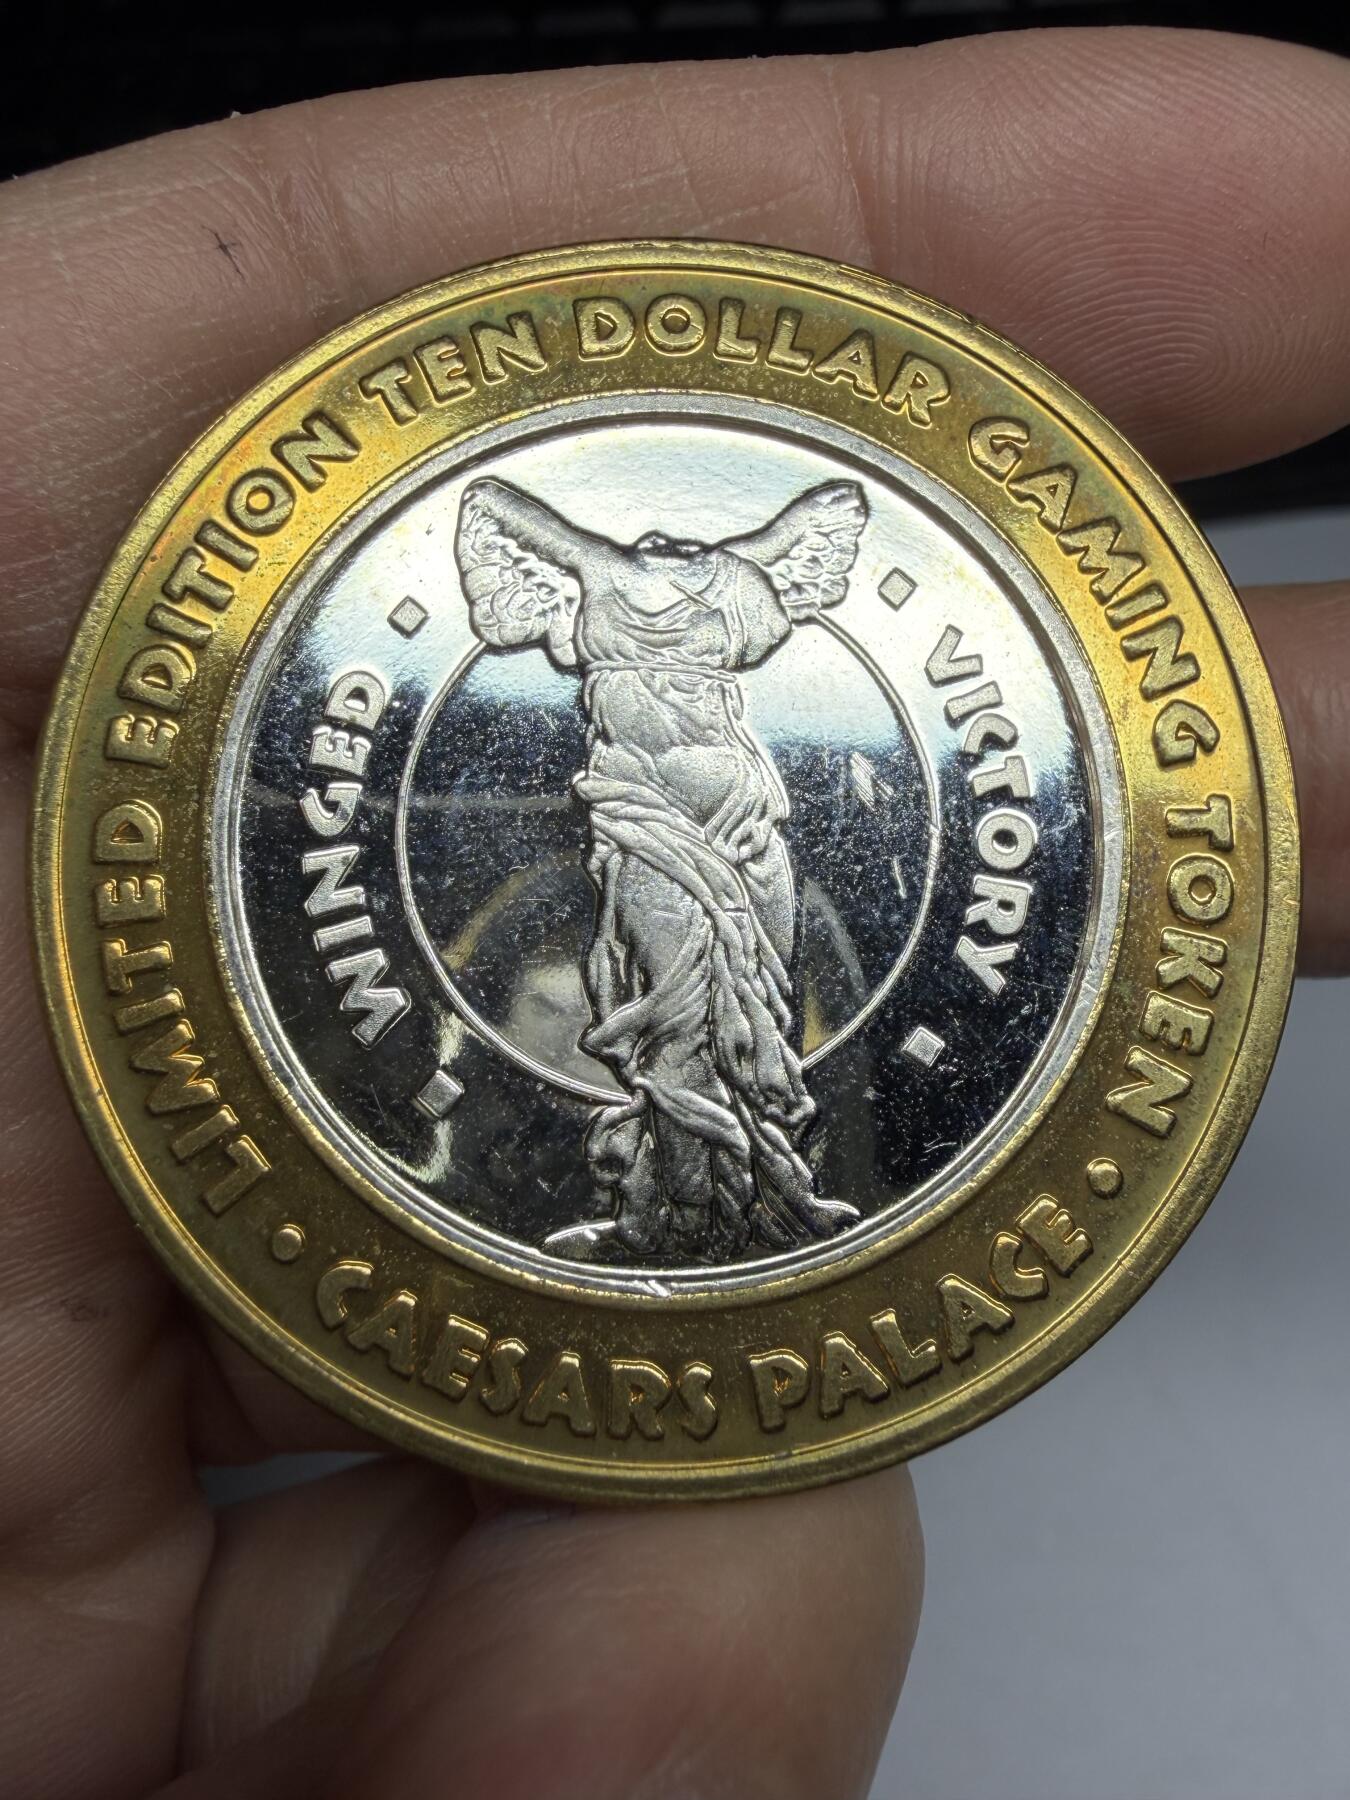 LIMITED EDITION TEN DOLLAR GAMING TOKEN
• CAESARS PALACE •
WINGED
VICTORY